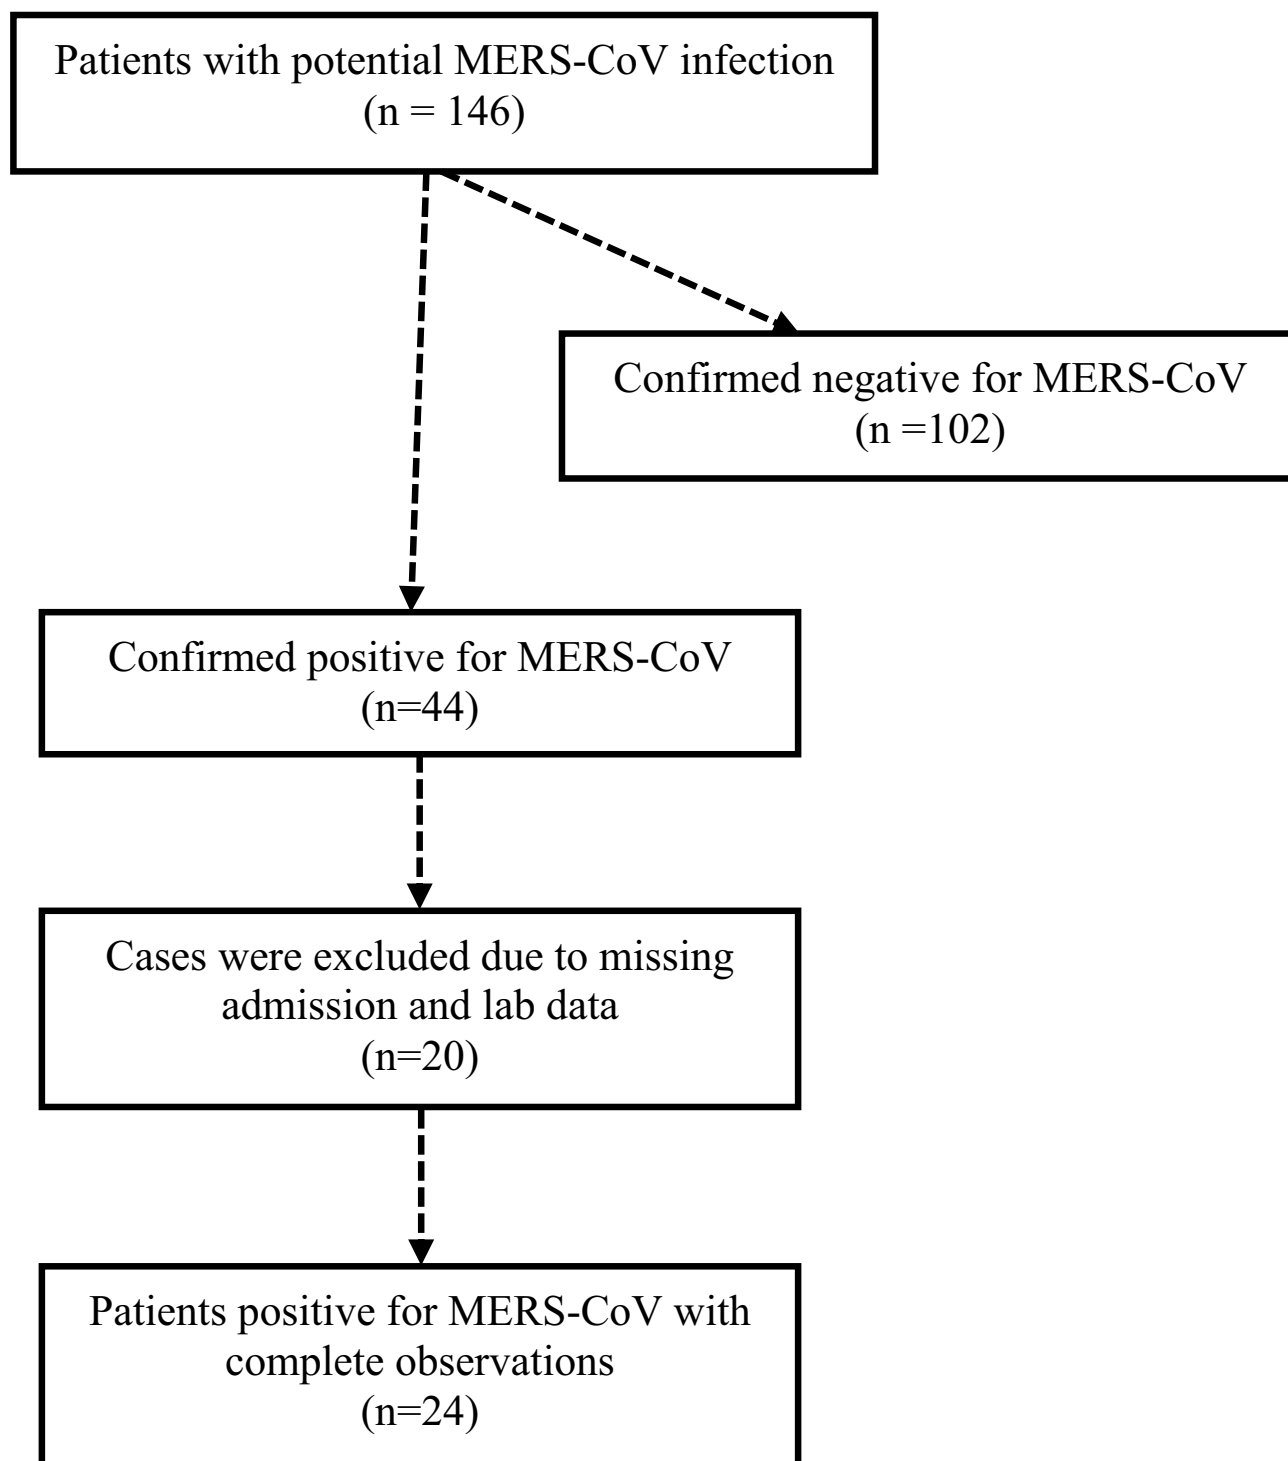 Patients with potential MERS-CoV infection
(n = 146)
Confirmed negative for MERS-CoV
(n =102)
Confirmed positive for MERS-CoV
(n=44)
Cases were excluded due to missing
admission and lab data
(n=20)
Patients positive for MERS-CoV with
complete observations
(n=24)